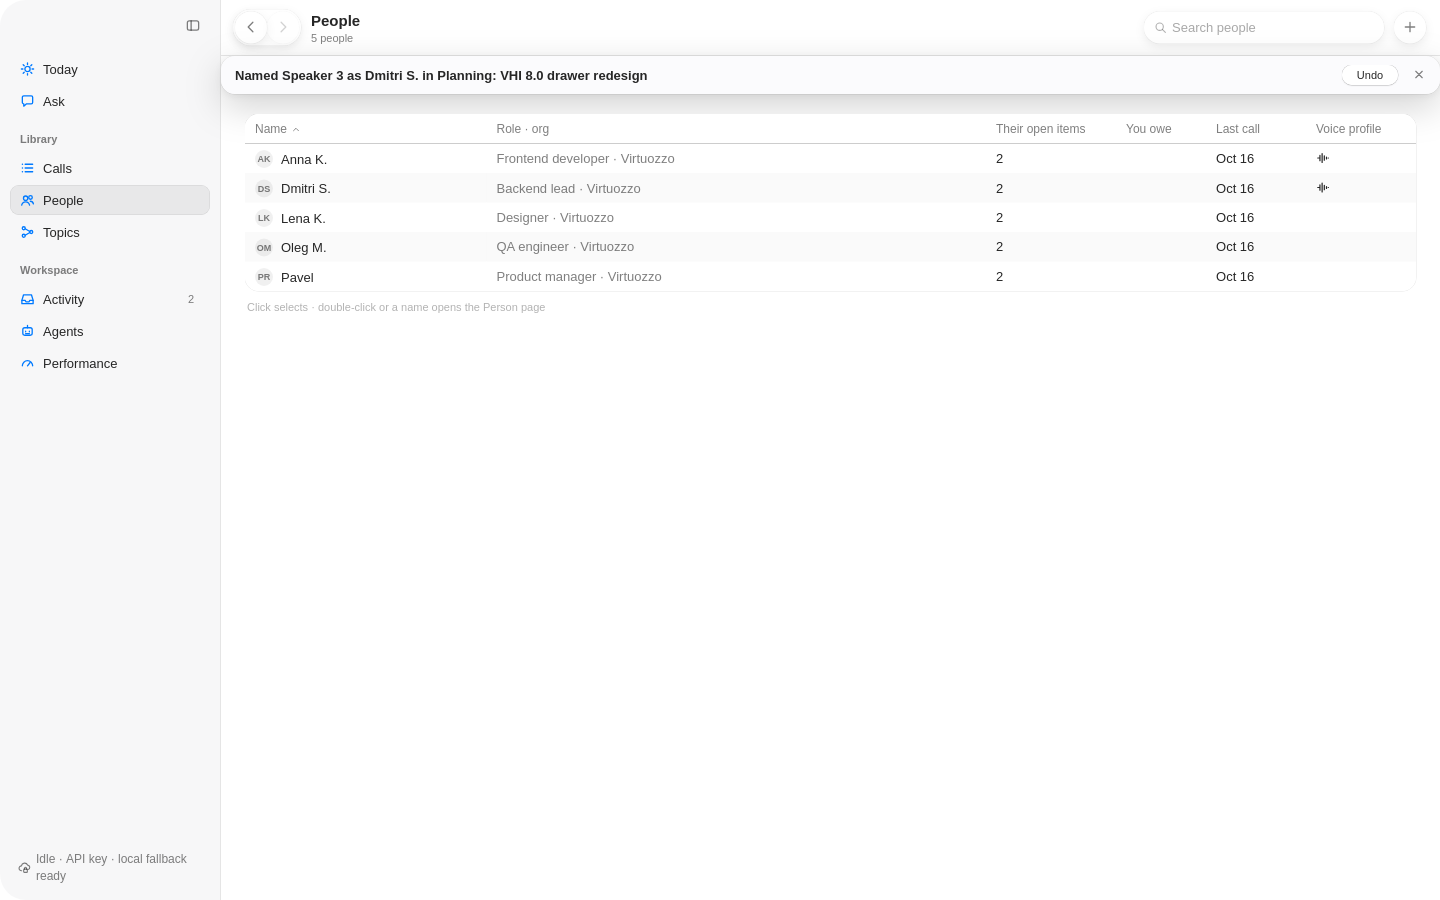 People
5 people
Search people
Today
Ask
Library
Calls
People
Topics
Workspace
Activity 2
Agents
Performance
Idle · API key · local fallback
ready
Named Speaker 3 as Dmitri S. in Planning: VHI 8.0 drawer redesign
Undo
Name Role · org Their open items You owe Last call Voice profile
AK Anna K. Frontend developer · Virtuozzo 2 Oct 16
DS Dmitri S. Backend lead · Virtuozzo 2 Oct 16
LK Lena K. Designer · Virtuozzo 2 Oct 16
OM Oleg M. QA engineer · Virtuozzo 2 Oct 16
PR Pavel Product manager · Virtuozzo 2 Oct 16
Click selects · double-click or a name opens the Person page